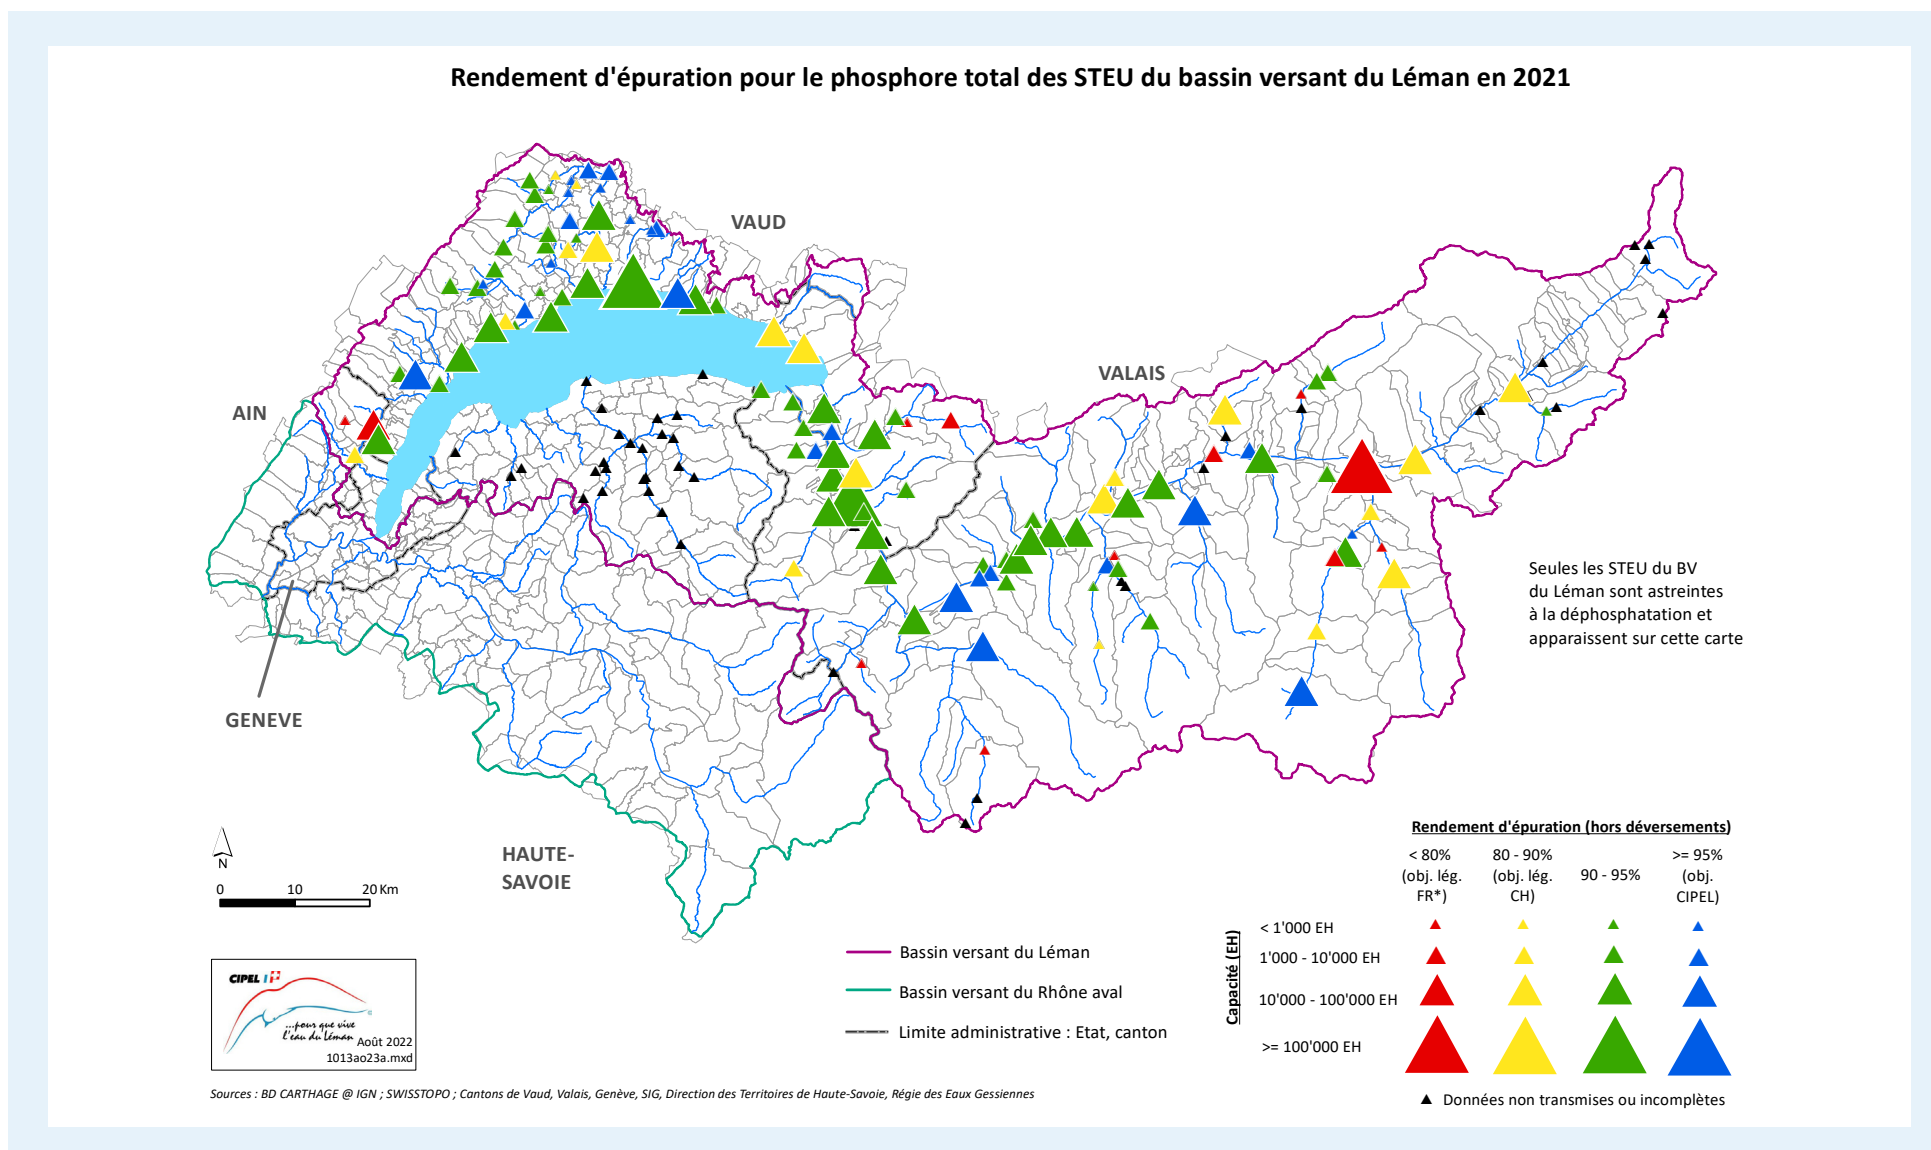 Rendement d'épuration pour le phosphore total des STEU du bassin versant du Léman en 2021
VAUD
VALAIS
AIN
GENEVE
HAUTE-
SAVOIE
Seules les STEU du BV
du Léman sont astreintes
à la déphosphatation et
apparaissent sur cette carte
N
0 10 20 Km
CIPEL
...pour que vive
l'eau du Léman
Août 2022
1013ao23a.mxd
Bassin versant du Léman
Bassin versant du Rhône aval
Limite administrative : Etat, canton
Rendement d'épuration (hors déversements)
< 80%
(obj. lég.
FR*)
80 - 90%
(obj. lég.
CH)
90 - 95%
>= 95%
(obj.
CIPEL)
Capacité (EH)
< 1'000 EH
1'000 - 10'000 EH
10'000 - 100'000 EH
>= 100'000 EH
Données non transmises ou incomplètes
Sources : BD CARTHAGE @ IGN ; SWISSTOPO ; Cantons de Vaud, Valais, Genève, SIG, Direction des Territoires de Haute-Savoie, Régie des Eaux Gessiennes